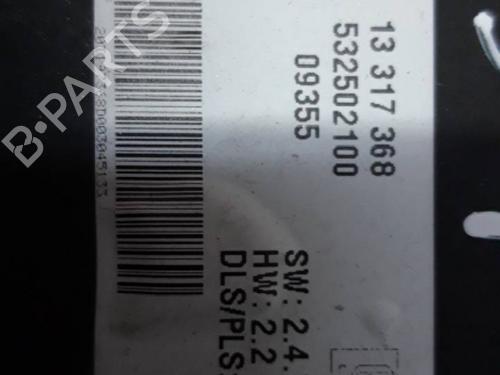 13 317 368
532502100
09355
SW: 2.4.
HW: 2.2
DLS/PLS:
B-PARTS